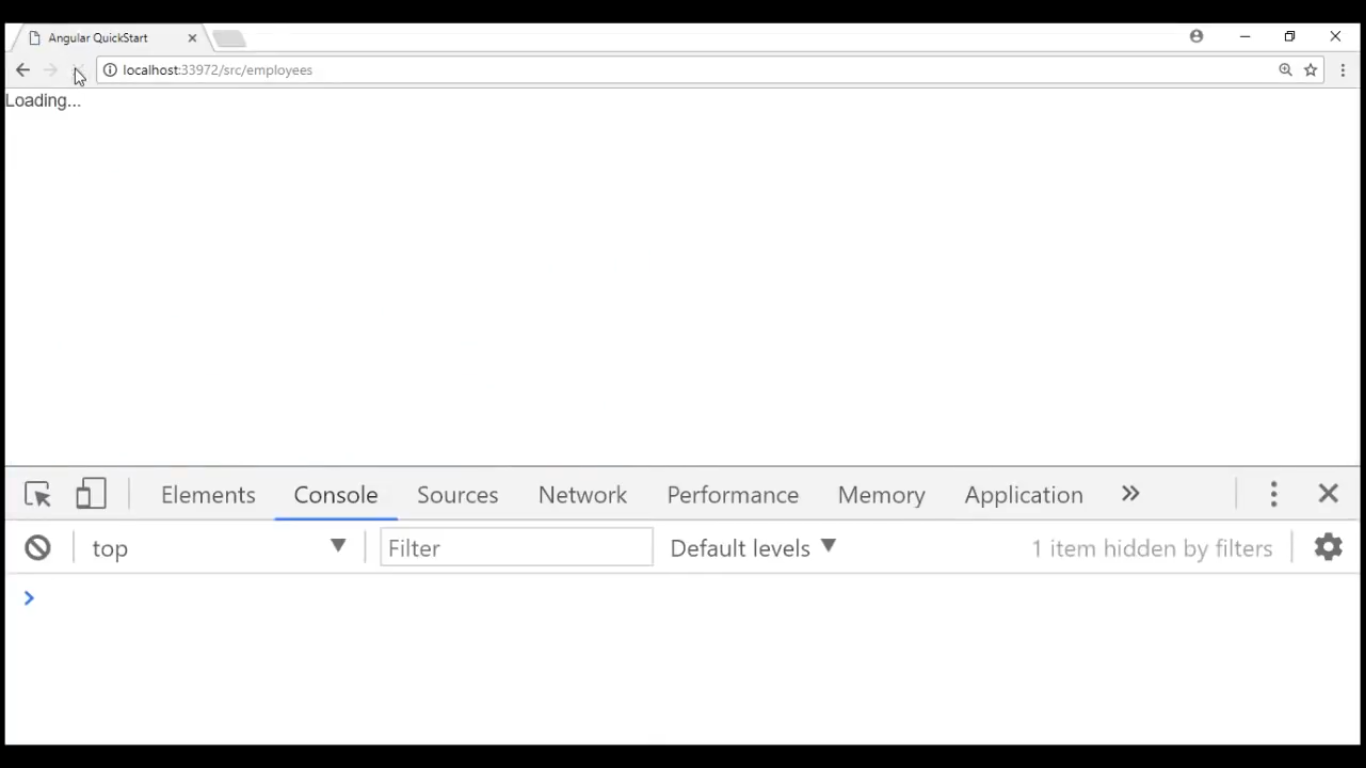 Angular QuickStart
localhost:33972/src/employees
Loading...
Elements Console Sources Network Performance Memory Application
top Filter Default levels 1 item hidden by filters